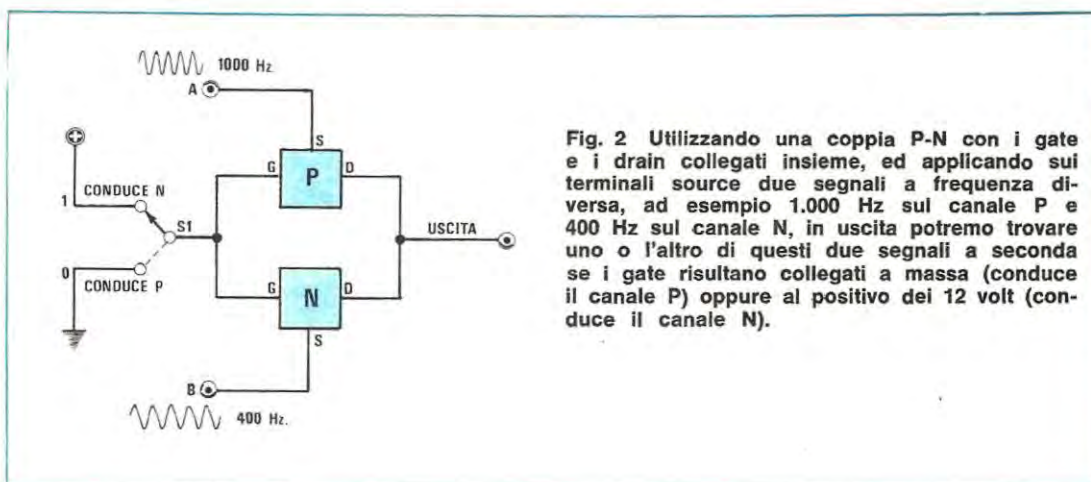 1000 Hz.
A
S
G
P
D
CONDUCE N
1
S1
USCITA
0
CONDUCE P
G
N
D
S
B
400 Hz.
Fig. 2 Utilizzando una coppia P-N con i gate
e i drain collegati insieme, ed applicando sui
terminali source due segnali a frequenza di-
versa, ad esempio 1.000 Hz sul canale P e
400 Hz sul canale N, in uscita potremo trovare
uno o l'altro di questi due segnali a seconda
se i gate risultano collegati a massa (conduce
il canale P) oppure al positivo dei 12 volt (con-
duce il canale N).